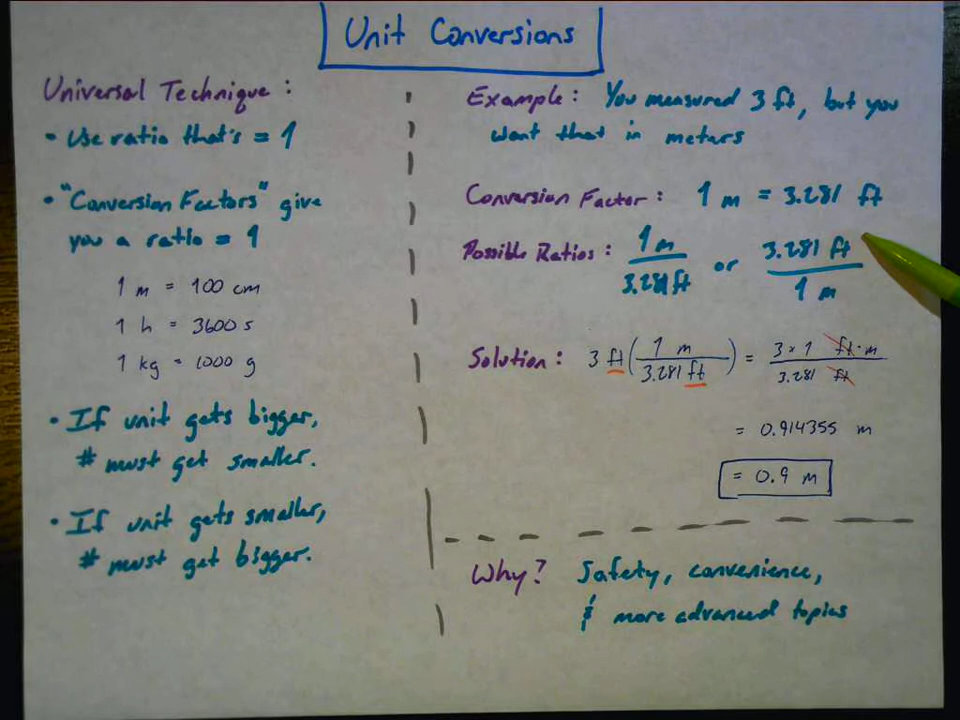 Unit Conversions
Universal Technique:
• Use ratio that's = 1
• "Conversion Factors" give
you a ratio = 1
1 m = 100 cm
1 h = 3600 s
1 kg = 1000 g
• If unit gets bigger,
# must get smaller.
• If unit gets smaller,
# must get bigger.
Example: You measured 3 ft, but you
want that in meters
Conversion Factor: 1 m = 3.281 ft
Possible Ratios: 1 m / 3.281 ft or 3.281 ft / 1 m
Solution: 3 ft (1 m / 3.281 ft) = 3 × 1 ft·m / 3.281 ft
= 0.914355 m
= 0.9 m
Why? Safety, convenience,
& more advanced topics